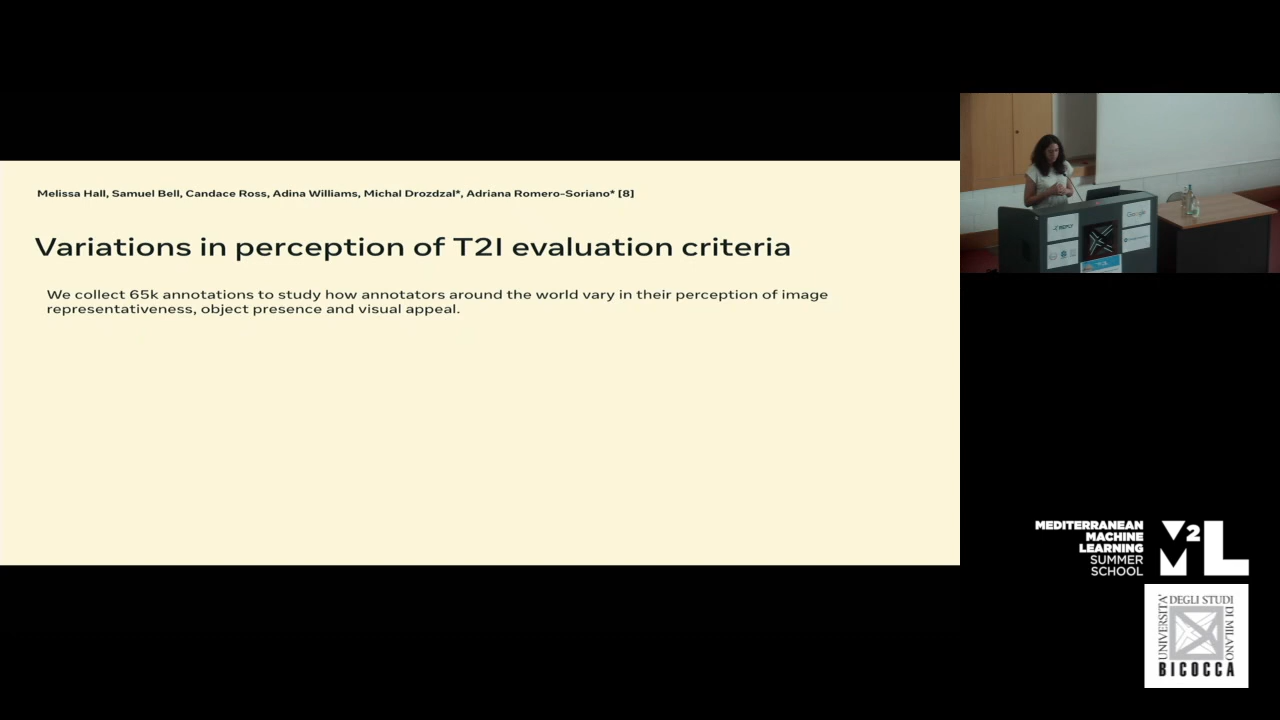 Melissa Hall, Samuel Bell, Candace Ross, Adina Williams, Michal Drozdzal*, Adriana Romero-Soriano* [8]
Variations in perception of T2I evaluation criteria
We collect 65k annotations to study how annotators around the world vary in their perception of image
representativeness, object presence and visual appeal.
Google
MEDITERRANEAN
MACHINE
LEARNING
SUMMER
SCHOOL
M2L
UNIVERSITÀ
DEGLI STUDI
DI MILANO
BICOCCA